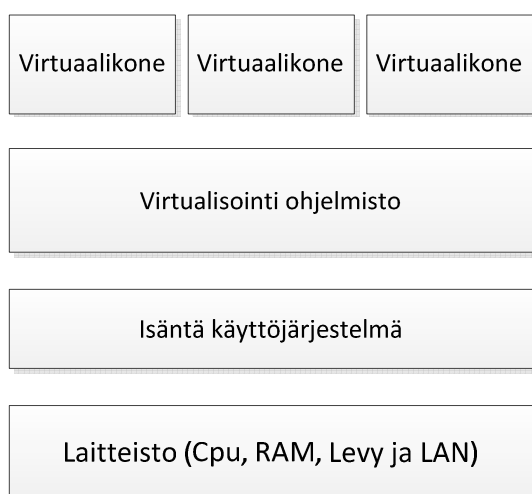 Virtuaalikone Virtuaalikone Virtuaalikone
Virtualisointi ohjelmisto
Isäntä käyttöjärjestelmä
Laitteisto (Cpu, RAM, Levy ja LAN)